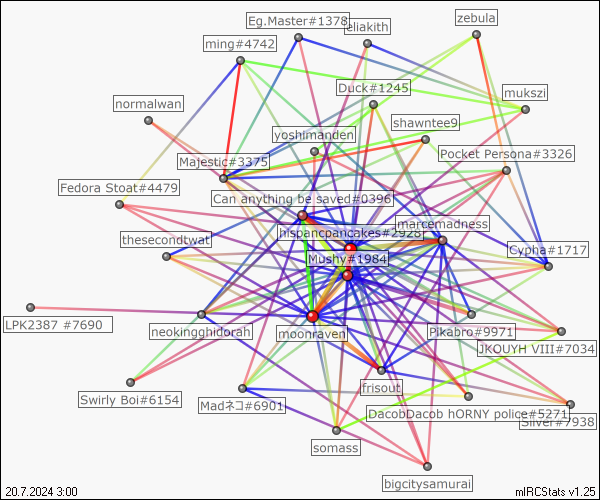 Eg.Master#1378
eliakith
zebula
ming#4742
Duck#1245
mukszi
normalwan
shawntee9
yoshimanden
Pocket Persona#3326
Majestic#3375
Fedora Stoat#4479
Can anything be saved#0396
marcemadness
hispancpancakes#2928
thesecondtwat
Cypha#1717
Mushy#1984
LPK2387 #7690
neokingghidorah
moonraven
Pikabro#9971
JKOUYH VIII#7034
frisout
Swirly Boi#6154
Madネコ#6901
DacobDacob hORNY police#5271
Silver#7938
somass
bigcitysamurai
20.7.2024 3:00
mIRCStats v1.25